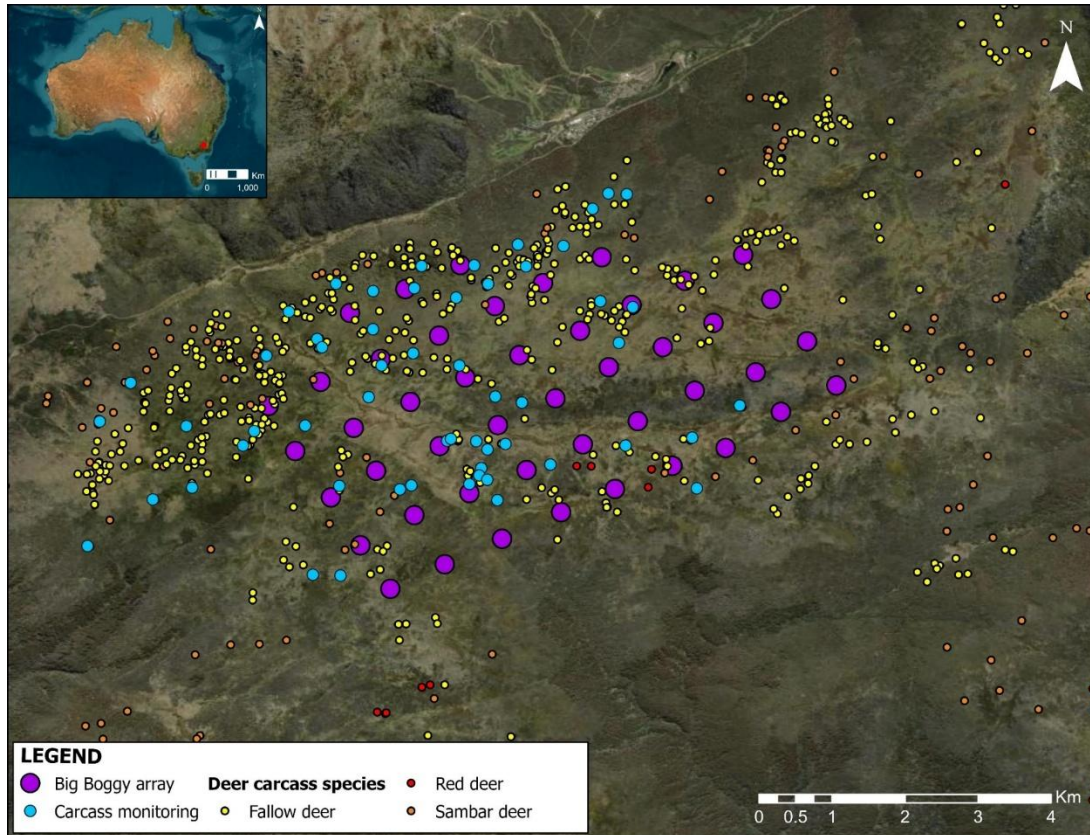 N
Km
0 1,000
N
LEGEND
Big Boggy array
Deer carcass species
Red deer
Carcass monitoring
Fallow deer
Sambar deer
Km
0 0.5 1 2 3 4